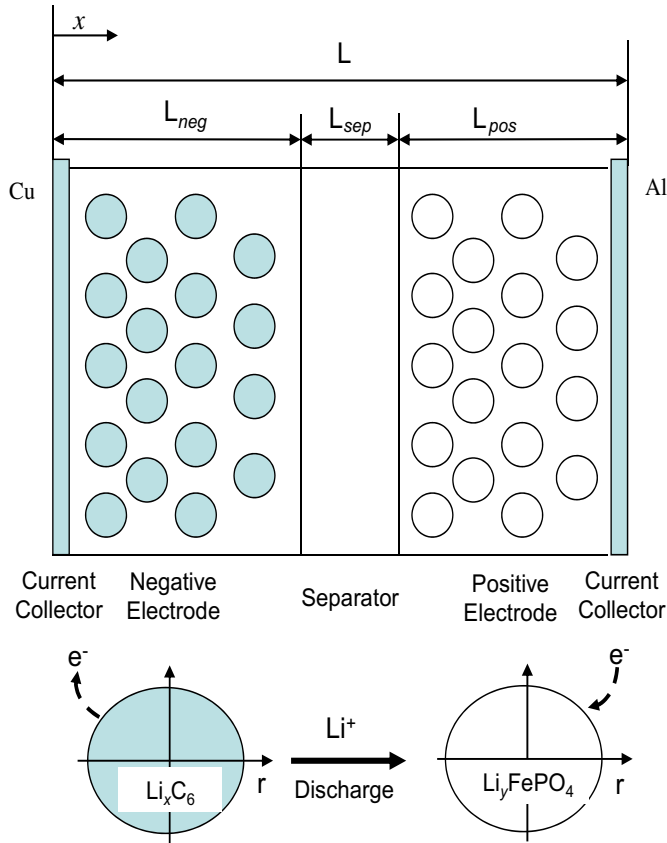 x
L
Lneg Lsep Lpos
Cu
Al
Current Collector
Negative Electrode
Separator
Positive Electrode
Current Collector
e-
e-
Li+
Discharge
LixC6
r
LiyFePO4
r